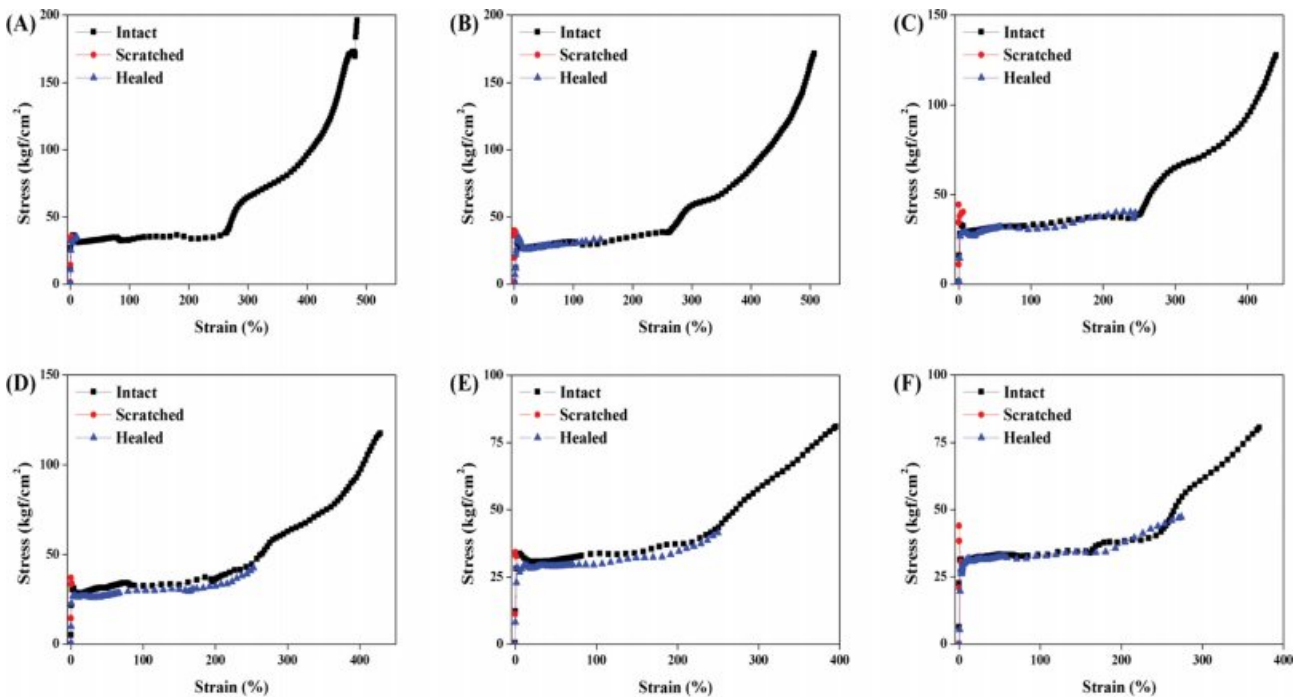 (A)
Intact
Scratched
Healed
Stress (kgf/cm²)
200
150
100
50
0
0 100 200 300 400 500
Strain (%)
(B)
Intact
Scratched
Healed
Stress (kgf/cm²)
200
150
100
50
0
0 100 200 300 400 500
Strain (%)
(C)
Intact
Scratched
Healed
Stress (kgf/cm²)
150
100
50
0
0 100 200 300 400
Strain (%)
(D)
Intact
Scratched
Healed
Stress (kgf/cm²)
150
100
50
0
0 100 200 300 400
Strain (%)
(E)
Intact
Scratched
Healed
Stress (kgf/cm²)
100
75
50
25
0
0 100 200 300 400
Strain (%)
(F)
Intact
Scratched
Healed
Stress (kgf/cm²)
100
75
50
25
0
0 100 200 300 400
Strain (%)